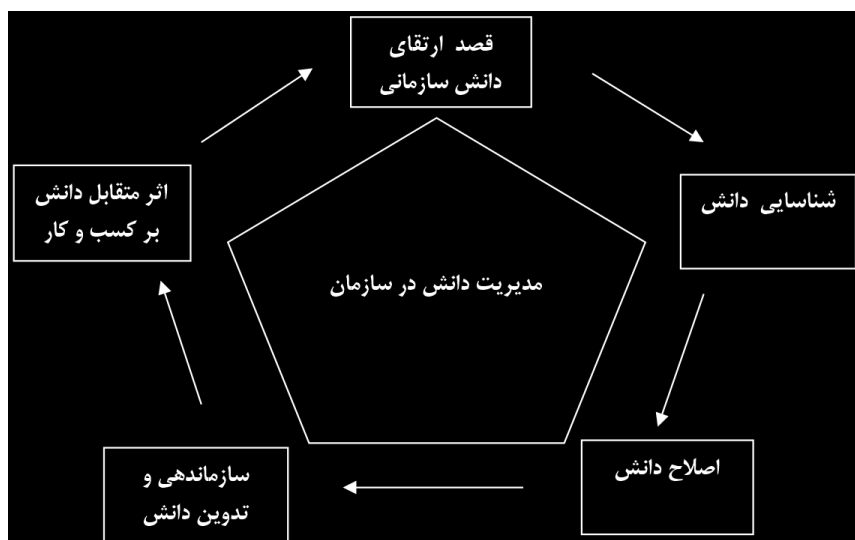 قصد ارتقای
دانش سازمانی
شناسایی دانش
اصلاح دانش
سازماندهی و
تدوین دانش
اثر متقابل دانش
بر کسب و کار
مدیریت دانش در سازمان